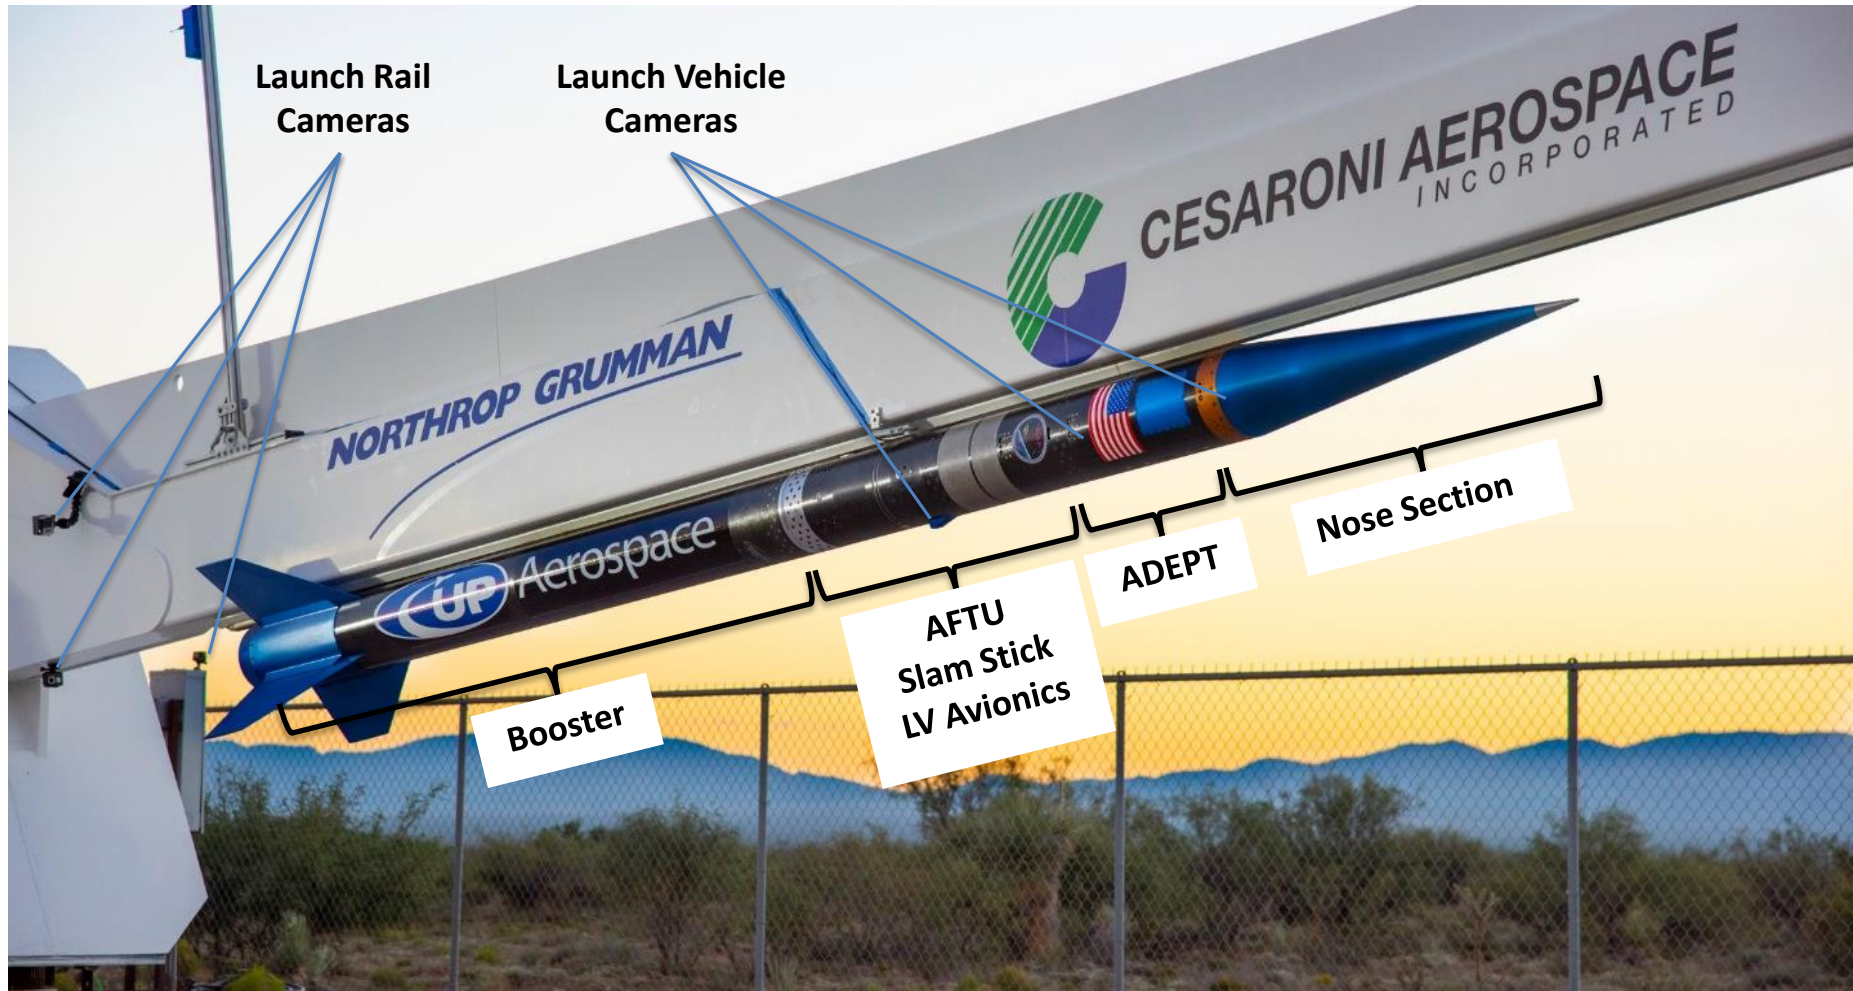 Launch Rail
Cameras
Launch Vehicle
Cameras
CESARONI AEROSPACE
INCORPORATED
NORTHROP GRUMMAN
UP Aerospace
Nose Section
ADEPT
AFTU
Slam Stick
LV Avionics
Booster